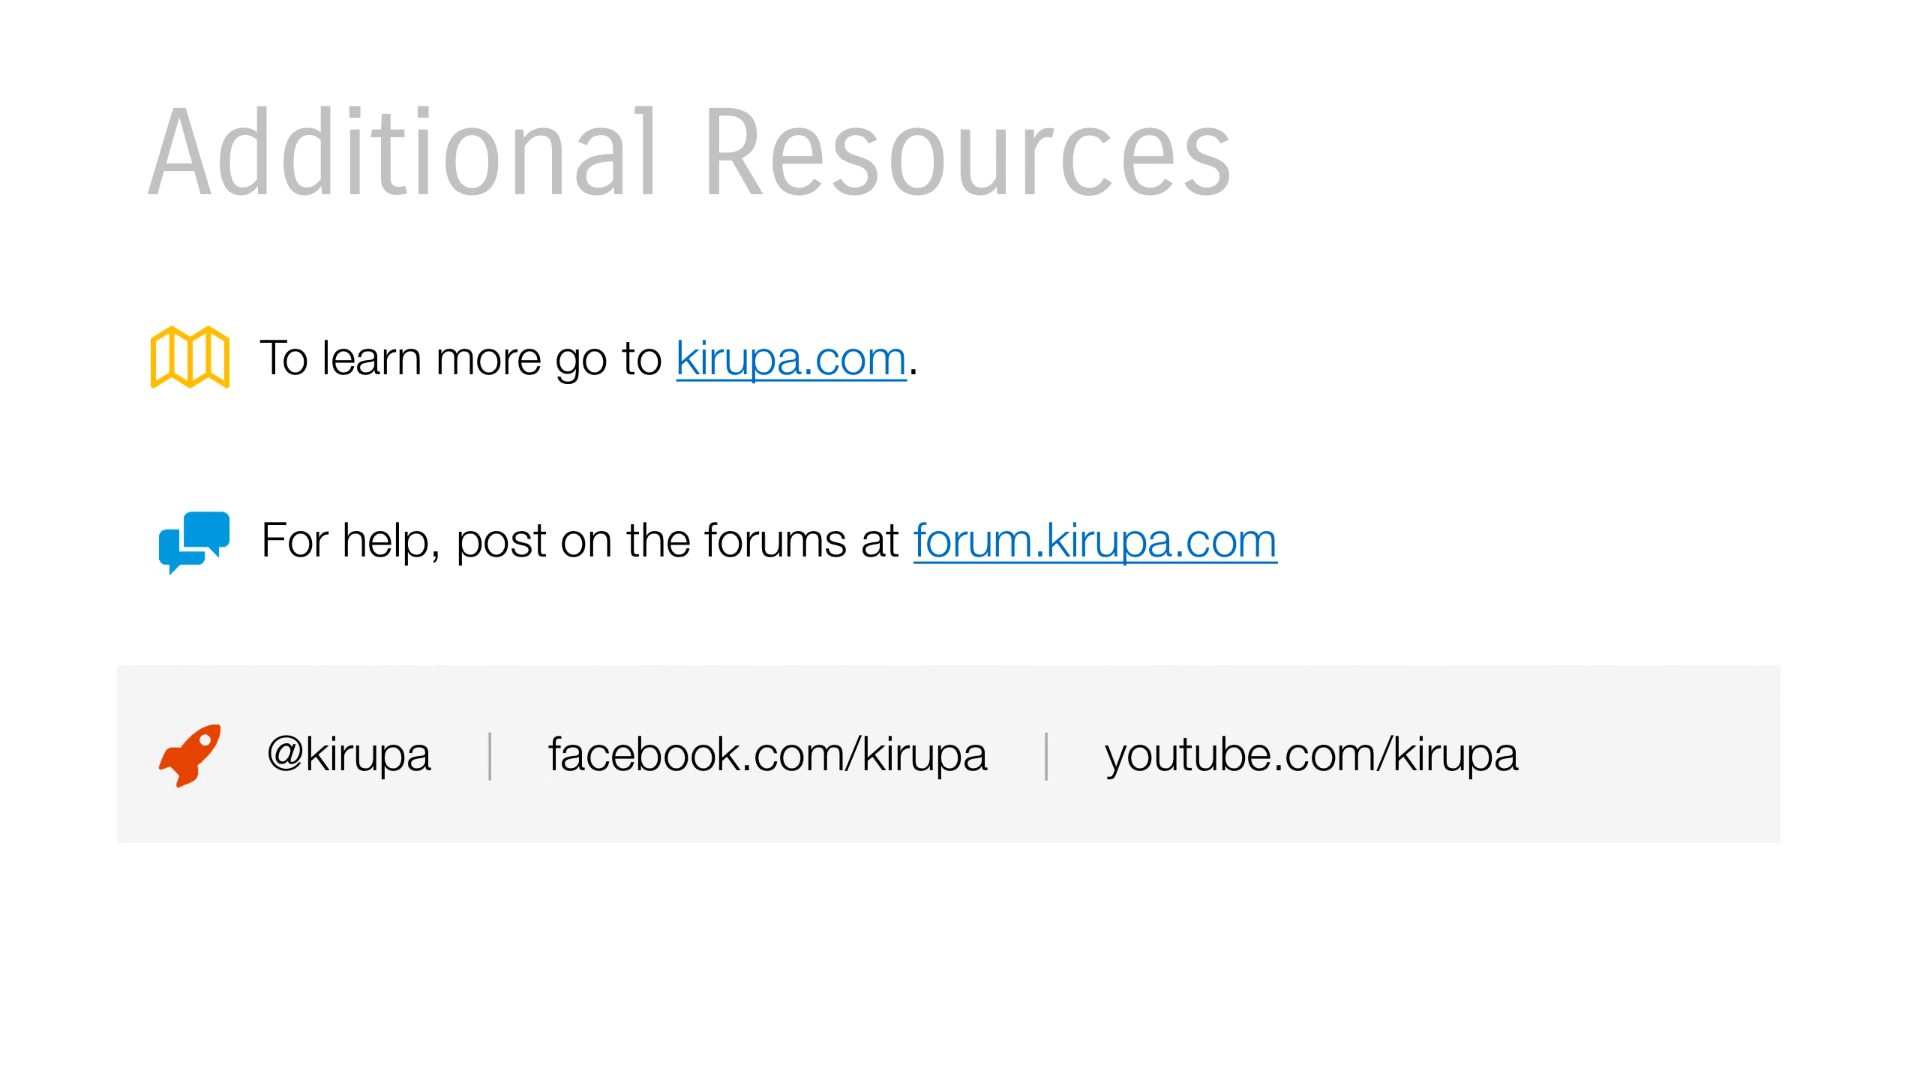 Additional Resources
To learn more go to kirupa.com.
For help, post on the forums at forum.kirupa.com
@kirupa | facebook.com/kirupa | youtube.com/kirupa